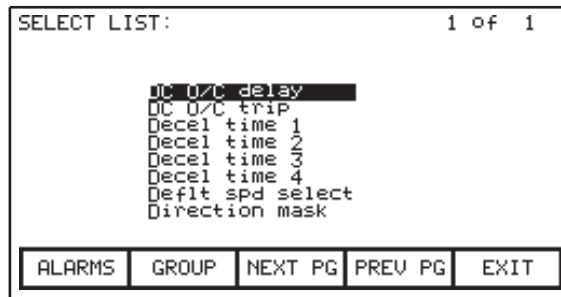 SELECT LIST: 1 of 1
DC O/C delay
DC O/C trip
Decel time 1
Decel time 2
Decel time 3
Decel time 4
Deflt spd select
Direction mask
ALARMS GROUP NEXT PG PREV PG EXIT